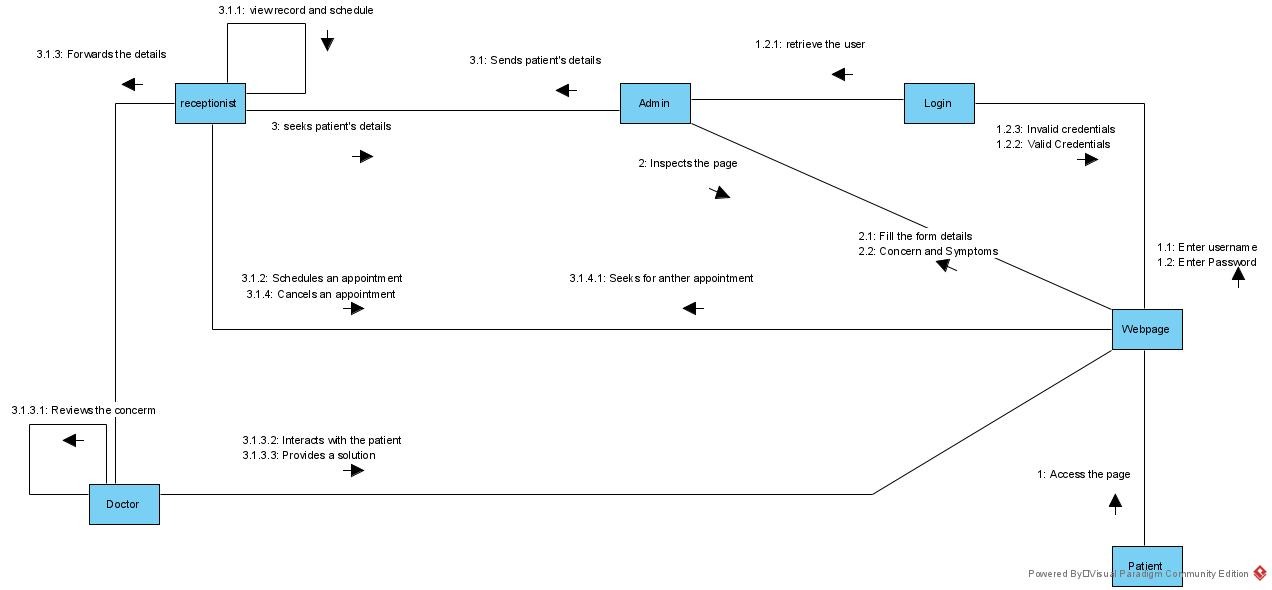 3.1.1: view record and schedule
3.1.3: Forwards the details
1.2.1: retrieve the user
3.1: Sends patient's details
receptionist
Admin
Login
3: seeks patient's details
1.2.3: Invalid credentials
1.2.2: Valid Credentials
2: Inspects the page
2.1: Fill the form details
2.2: Concern and Symptoms
1.1: Enter username
1.2: Enter Password
3.1.2: Schedules an appointment
3.1.4: Cancels an appointment
3.1.4.1: Seeks for anther appointment
Webpage
3.1.3.1: Reviews the concerm
3.1.3.2: Interacts with the patient
3.1.3.3: Provides a solution
1: Access the page
Doctor
Patient
Powered By Visual Paradigm Community Edition